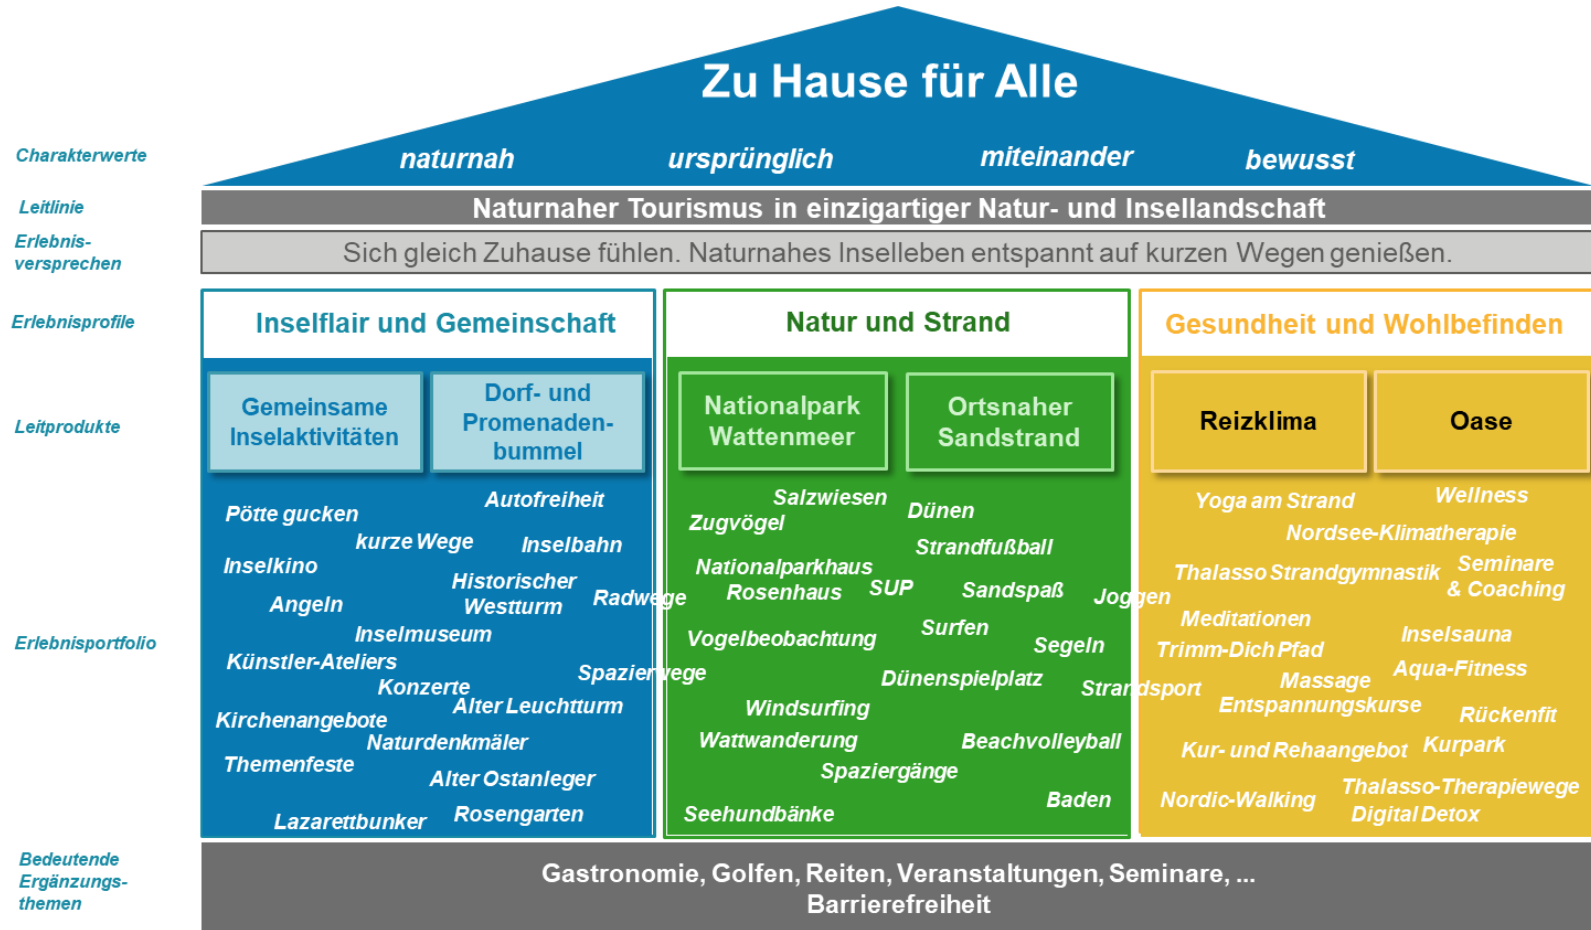 Zu Hause für Alle
Charakterwerte
naturnah
ursprünglich
miteinander
bewusst
Leitlinie
Naturnaher Tourismus in einzigartiger Natur- und Insellandschaft
Erlebnis-
versprechen
Sich gleich Zuhause fühlen. Naturnahes Inselleben entspannt auf kurzen Wegen genießen.
Erlebnisprofile
Inselflair und Gemeinschaft
Natur und Strand
Gesundheit und Wohlbefinden
Leitprodukte
Gemeinsame
Inselaktivitäten
Dorf- und
Promenaden-
bummel
Nationalpark
Wattenmeer
Ortsnaher
Sandstrand
Reizklima
Oase
Erlebnisportfolio
Pötte gucken
Autofreiheit
kurze Wege
Inselbahn
Inselkino
Historischer
Westturm
Angeln
Radwege
Inselmuseum
Künstler-Ateliers
Spazierwege
Konzerte
Alter Leuchtturm
Kirchenangebote
Naturdenkmäler
Themenfeste
Alter Ostanleger
Lazarettbunker
Rosengarten
Salzwiesen
Zugvögel
Dünen
Strandfußball
Nationalparkhaus
Rosenhaus
SUP
Sandspaß
Joggen
Vogelbeobachtung
Surfen
Segeln
Dünenspielplatz
Strandsport
Windsurfing
Wattwanderung
Beachvolleyball
Spaziergänge
Seehundbänke
Baden
Yoga am Strand
Wellness
Nordsee-Klimatherapie
Thalasso Strandgymnastik
Seminare
& Coaching
Meditationen
Inselsauna
Trimm-Dich Pfad
Aqua-Fitness
Massage
Entspannungskurse
Rückenfit
Kur- und Rehaangebot
Kurpark
Nordic-Walking
Thalasso-Therapiewege
Digital Detox
Bedeutende
Ergänzungs-
themen
Gastronomie, Golfen, Reiten, Veranstaltungen, Seminare, ...
Barrierefreiheit